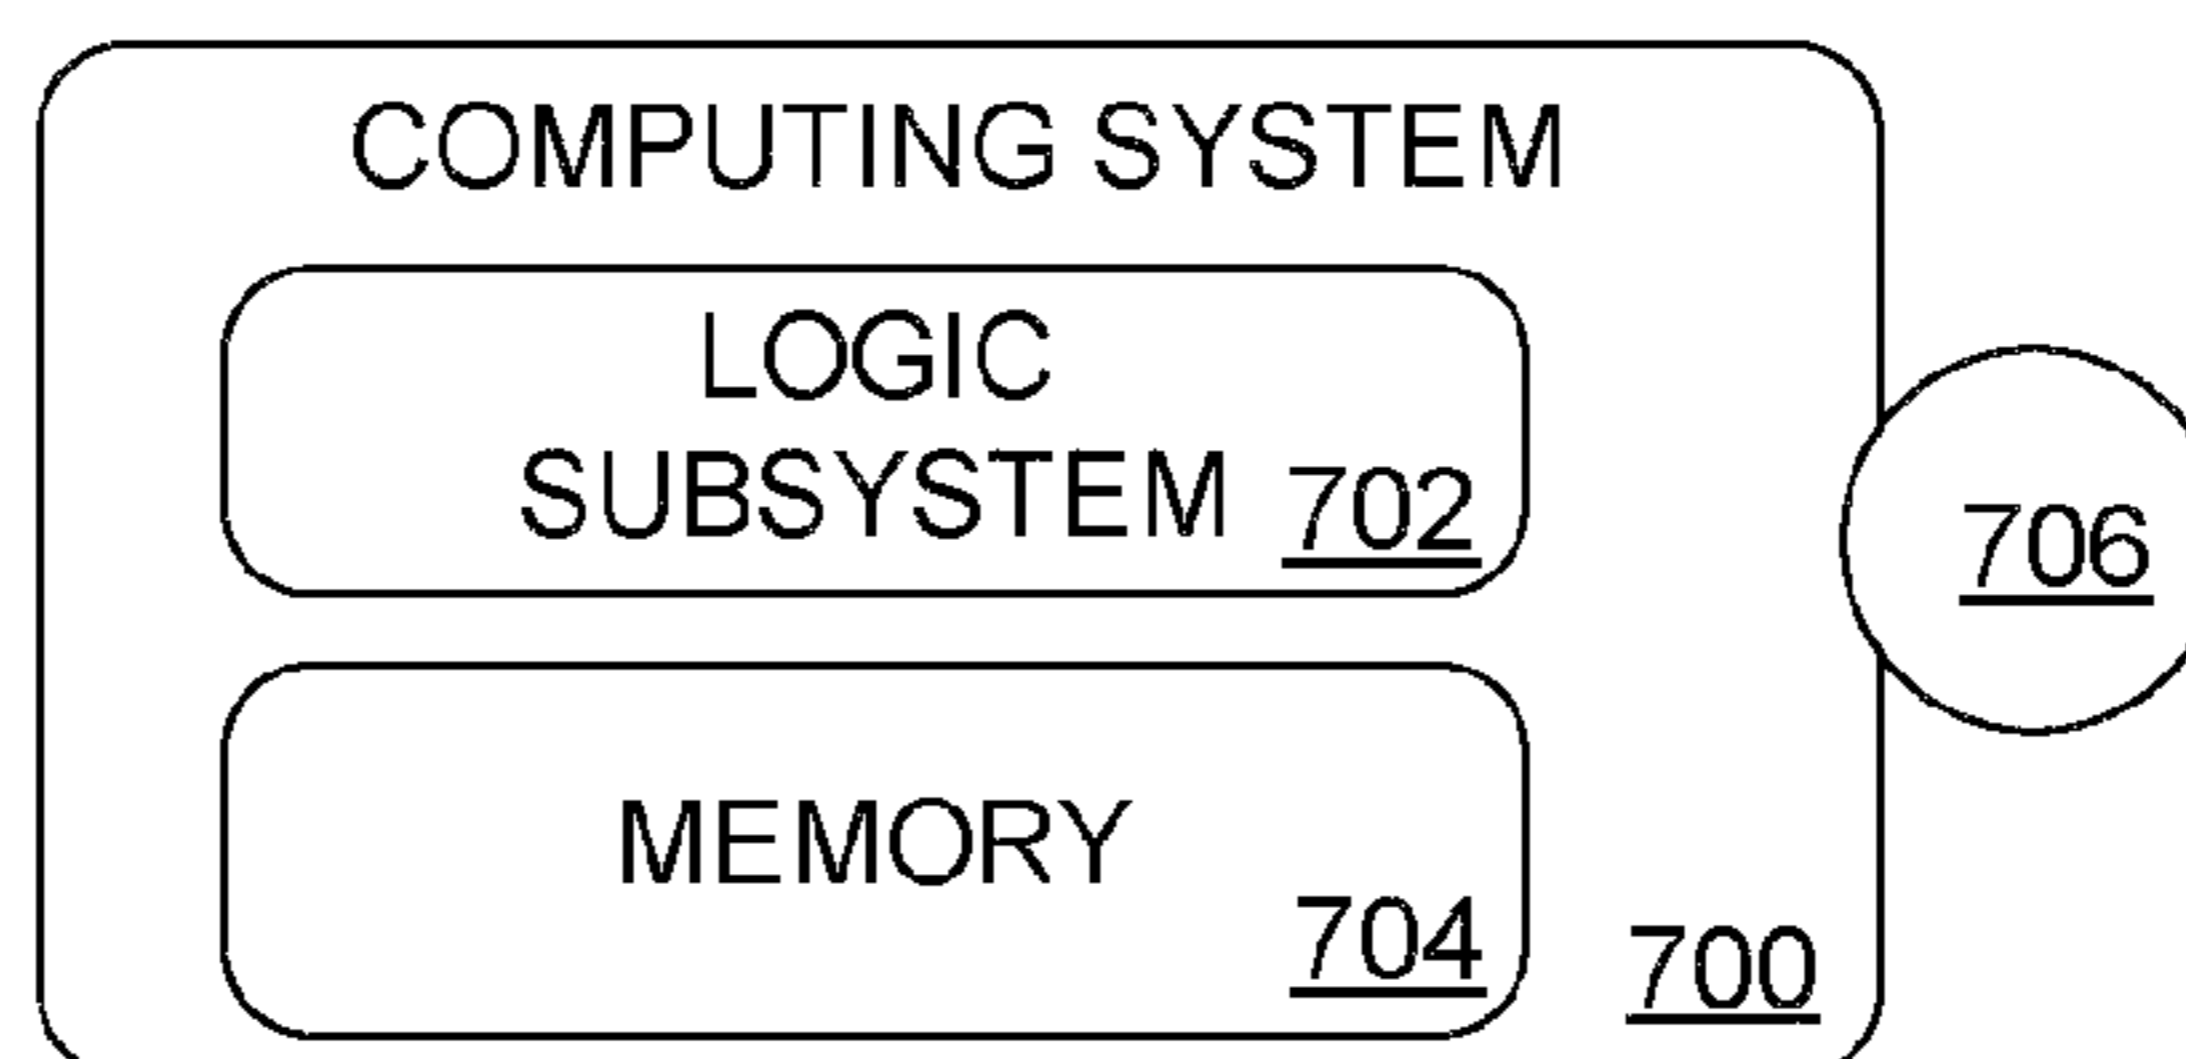 COMPUTING SYSTEM
LOGIC
SUBSYSTEM 702
706
MEMORY
704
700